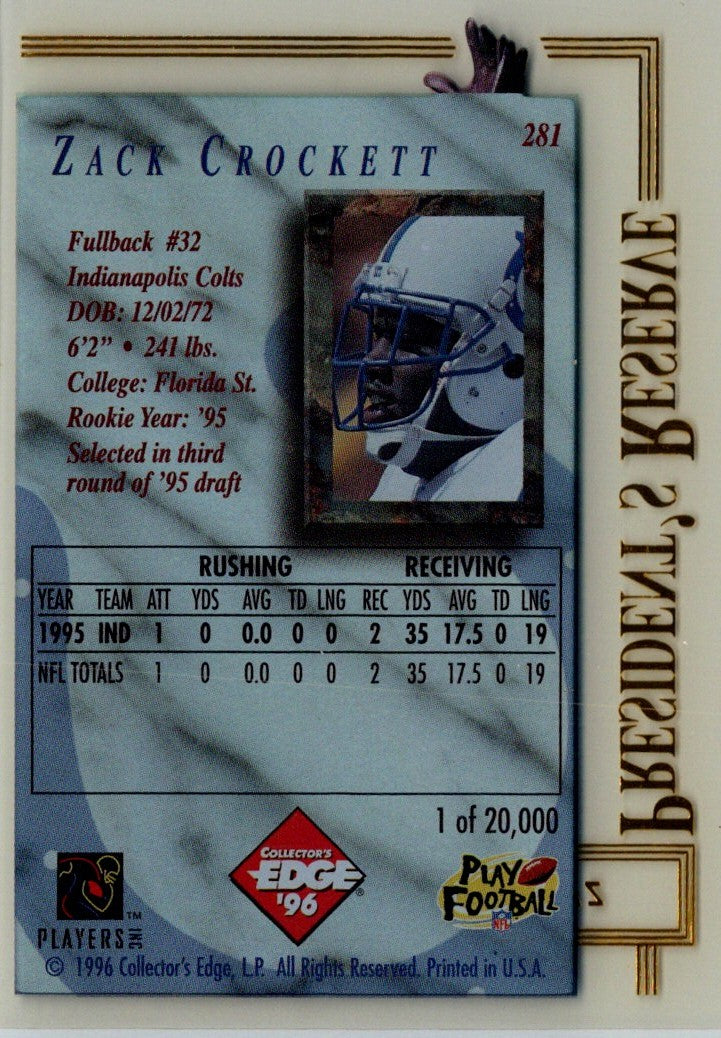 281
ZACK CROCKETT
Fullback #32
Indianapolis Colts
DOB: 12/02/72
6'2" • 241 lbs.
College: Florida St.
Rookie Year: '95
Selected in third
round of '95 draft
RUSHING RECEIVING
YEAR TEAM ATT YDS AVG TD LNG REC YDS AVG TD LNG
1995 IND 1 0 0.0 0 0 2 35 17.5 0 19
NFL TOTALS 1 0 0.0 0 0 2 35 17.5 0 19
1 of 20,000
PLAYERS INC ™
COLLECTOR'S
EDGE ®
'96
PLAY
FOOTBALL
NFL
© 1996 Collector's Edge, L.P. All Rights Reserved. Printed in U.S.A.
PRESIDENT'S RESERVE